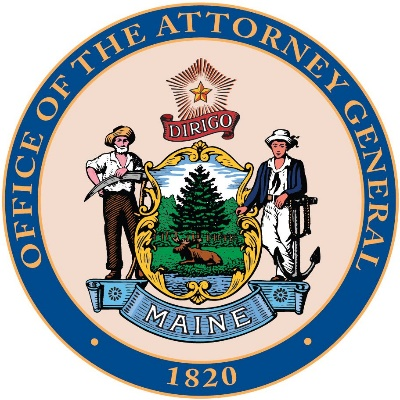 OFFICE OF THE ATTORNEY GENERAL
DIRIGO
MAINE
1820